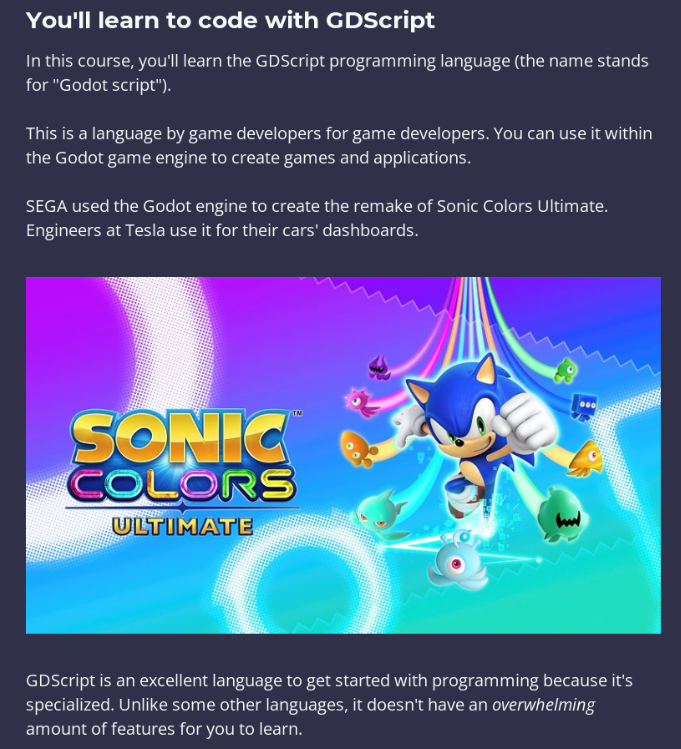 You'll learn to code with GDScript
In this course, you'll learn the GDScript programming language (the name stands
for "Godot script").
This is a language by game developers for game developers. You can use it within
the Godot game engine to create games and applications.
SEGA used the Godot engine to create the remake of Sonic Colors Ultimate.
Engineers at Tesla use it for their cars' dashboards.
SONIC™
COLORS
ULTIMATE
GDScript is an excellent language to get started with programming because it's
specialized. Unlike some other languages, it doesn't have an overwhelming
amount of features for you to learn.